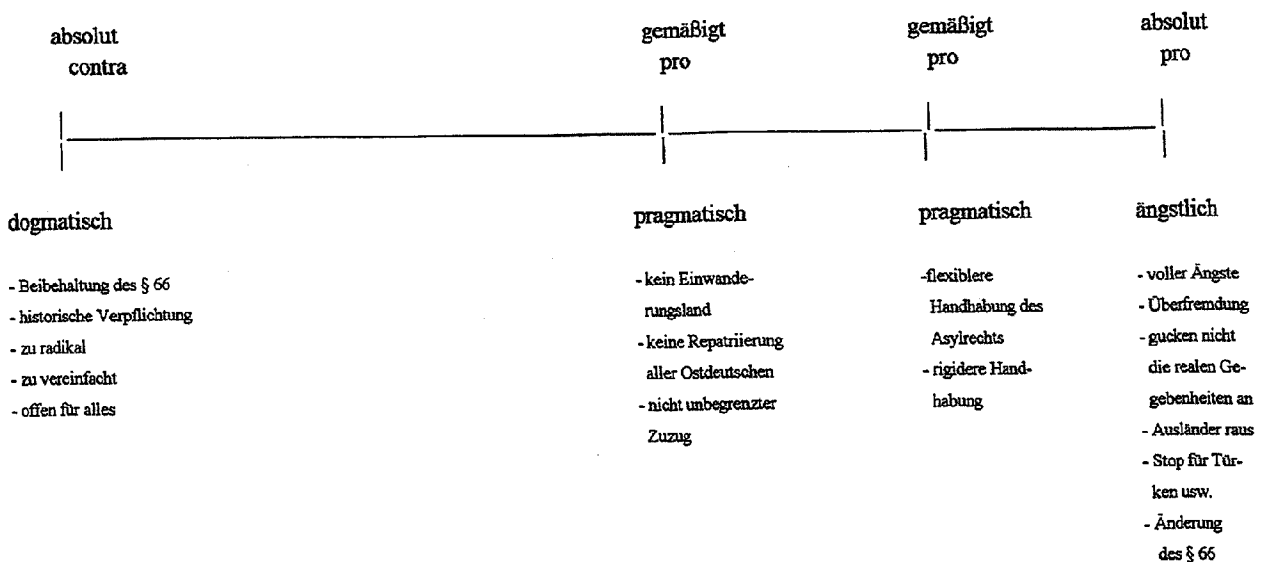 absolut
contra
gemäßigt
pro
gemäßigt
pro
absolut
pro
dogmatisch
- Beibehaltung des § 66
- historische Verpflichtung
- zu radikal
- zu vereinfacht
- offen für alles
pragmatisch
- kein Einwande-
rungsland
- keine Repatriierung
aller Ostdeutschen
- nicht unbegrenzter
Zuzug
pragmatisch
-flexiblere
Handhabung des
Asylrechts
- rigidere Hand-
habung
ängstlich
- voller Ängste
- Überfremdung
- gucken nicht
die realen Ge-
gebenheiten an
- Ausländer raus
- Stop für Tür-
ken usw.
- Änderung
des § 66